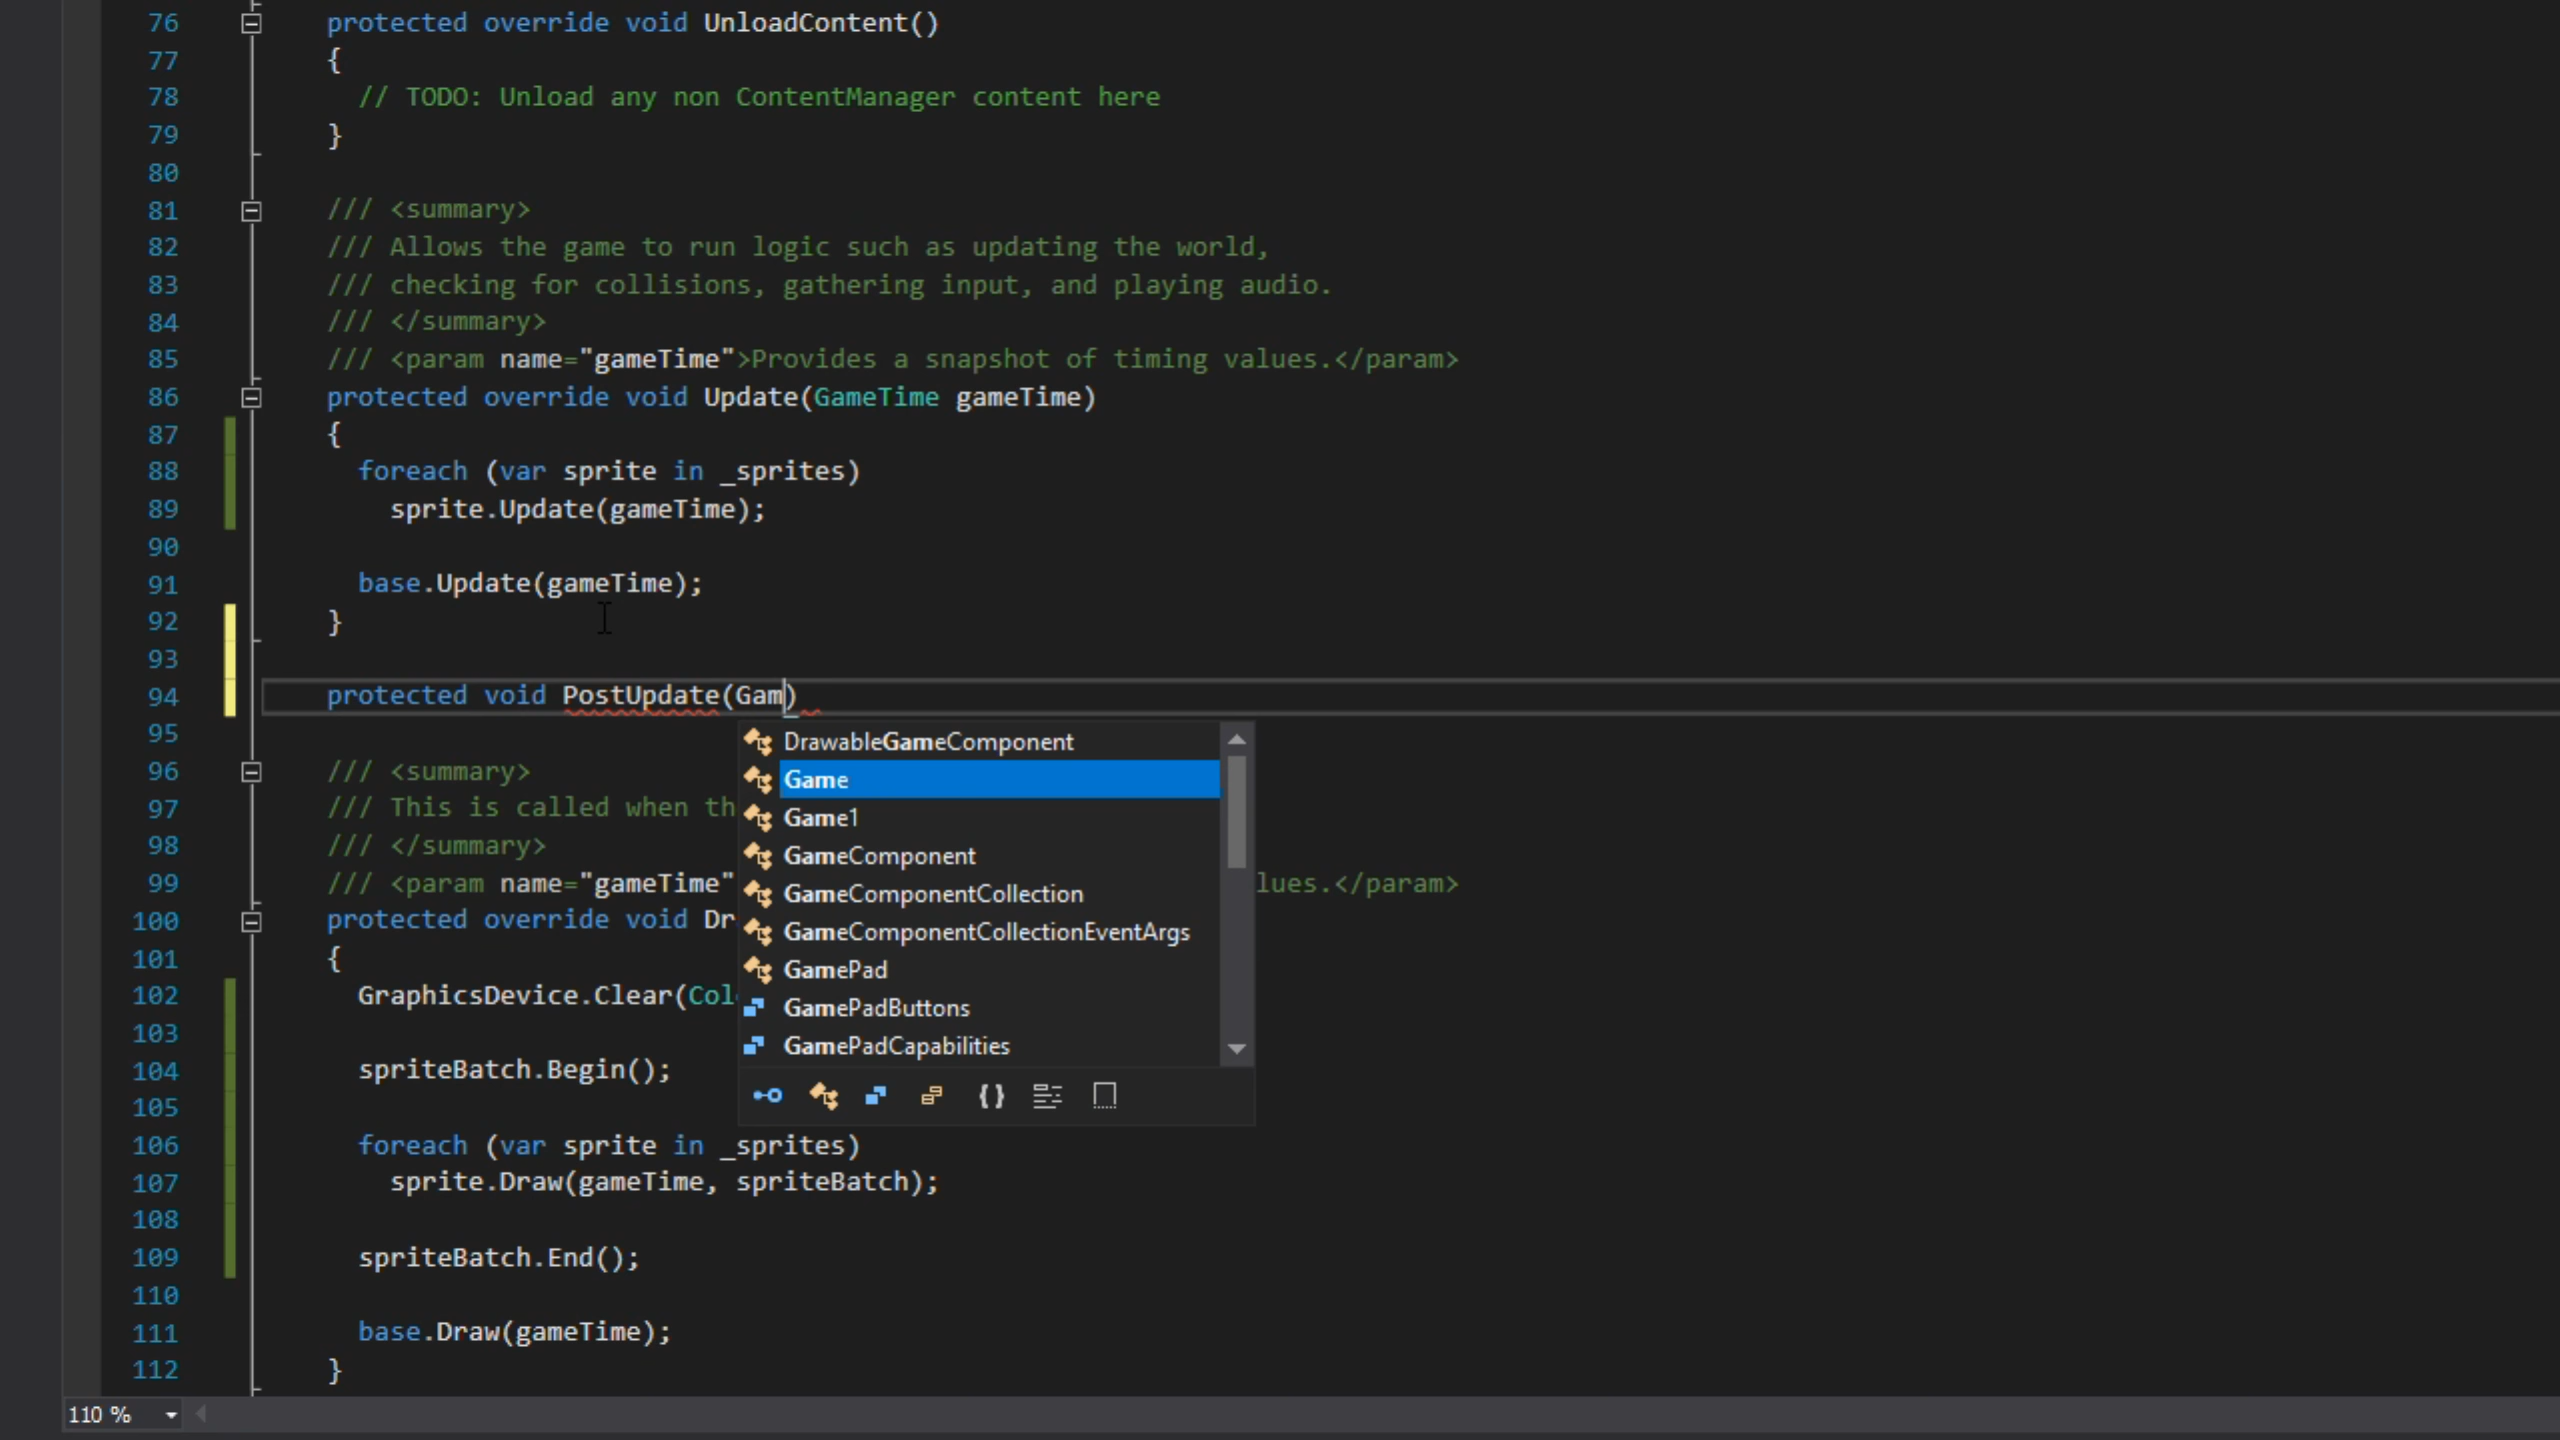 76 protected override void UnloadContent()
77 {
78 // TODO: Unload any non ContentManager content here
79 }
80
81 /// <summary>
82 /// Allows the game to run logic such as updating the world,
83 /// checking for collisions, gathering input, and playing audio.
84 /// </summary>
85 /// <param name="gameTime">Provides a snapshot of timing values.</param>
86 protected override void Update(GameTime gameTime)
87 {
88 foreach (var sprite in _sprites)
89 sprite.Update(gameTime);
90
91 base.Update(gameTime);
92 }
93
94 protected void PostUpdate(Gam)
95
DrawableGameComponent
96 /// <summary>
Game
97 /// This is called when th
Game1
98 /// </summary>
GameComponent
99 /// <param name="gameTime" lues.</param>
GameComponentCollection
100 protected override void Dr
GameComponentCollectionEventArgs
101 {
GamePad
102 GraphicsDevice.Clear(Col
GamePadButtons
103
GamePadCapabilities
104 spriteBatch.Begin();
{}
105
106 foreach (var sprite in _sprites)
107 sprite.Draw(gameTime, spriteBatch);
108
109 spriteBatch.End();
110
111 base.Draw(gameTime);
112 }
110 %